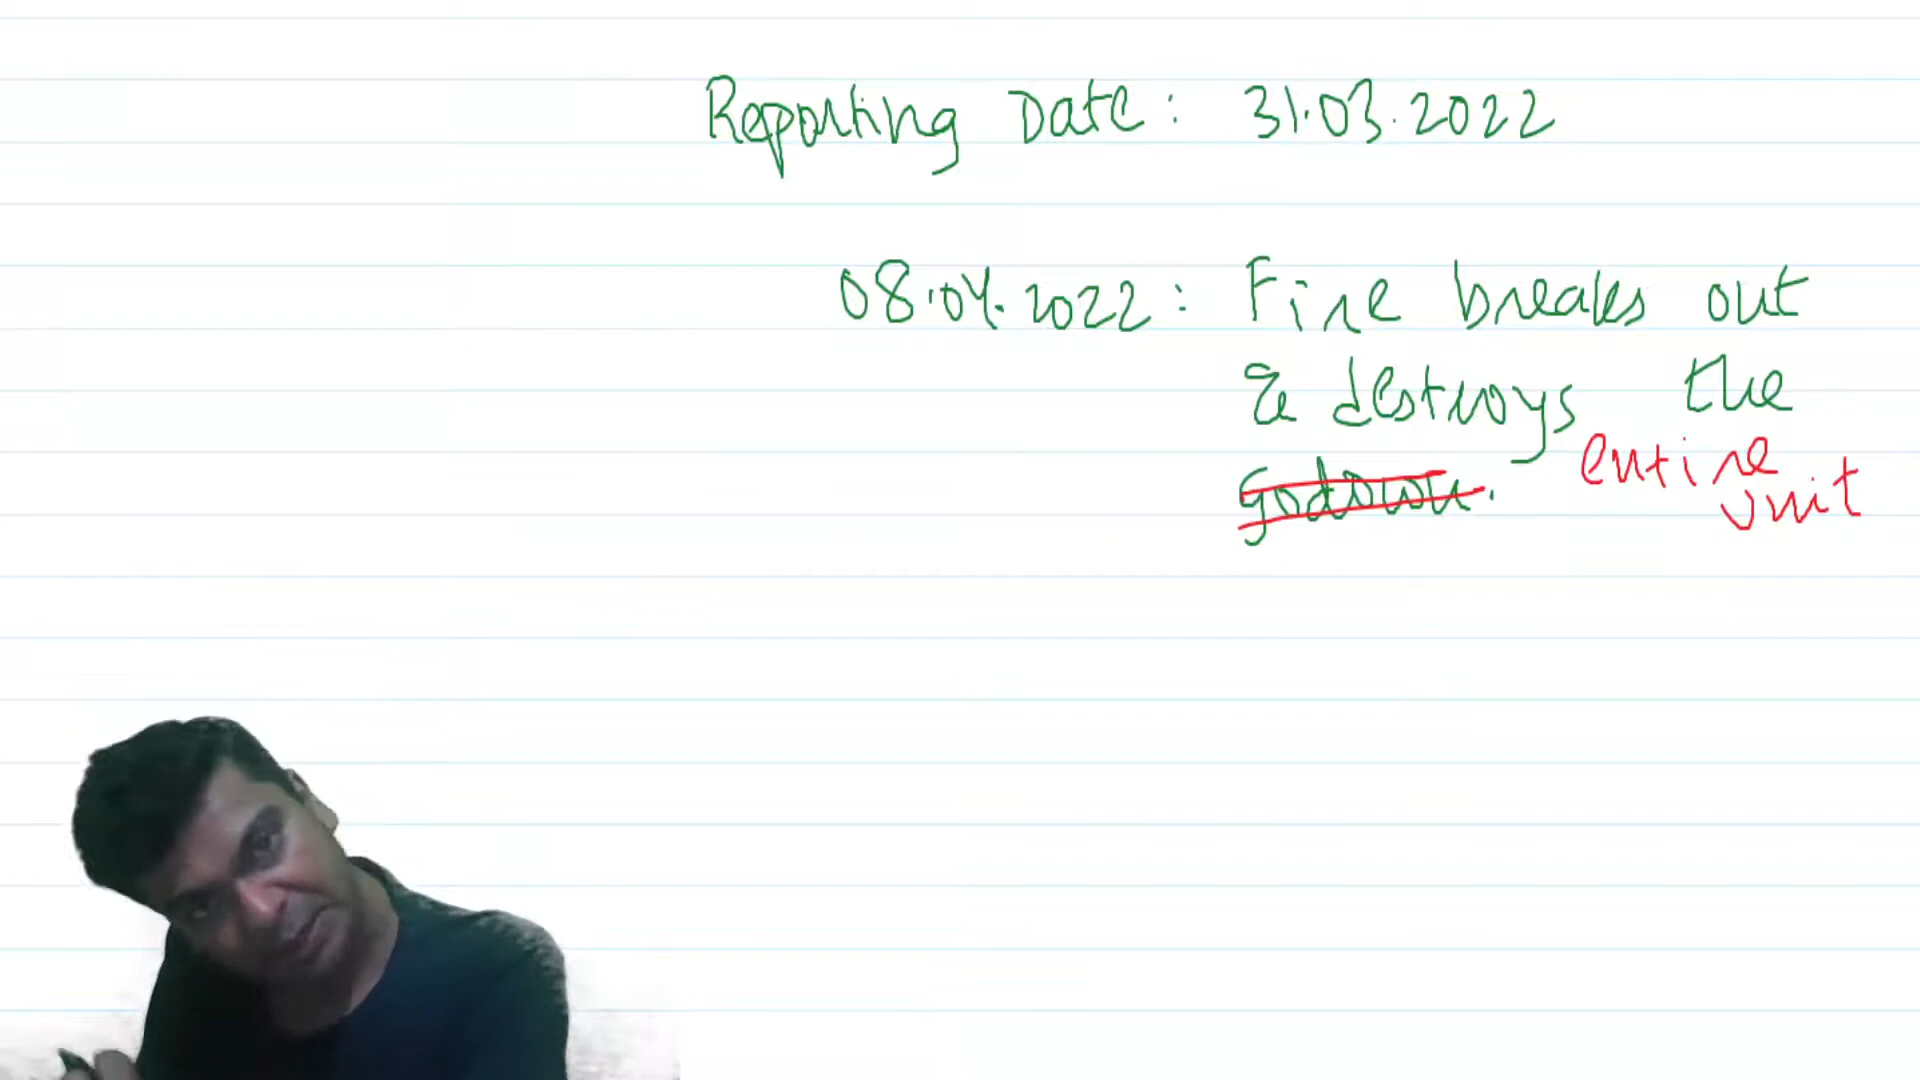 Reporting Date: 31.03.2022
08.04.2022: Fire breaks out
& destroys the
Godown. entire
unit